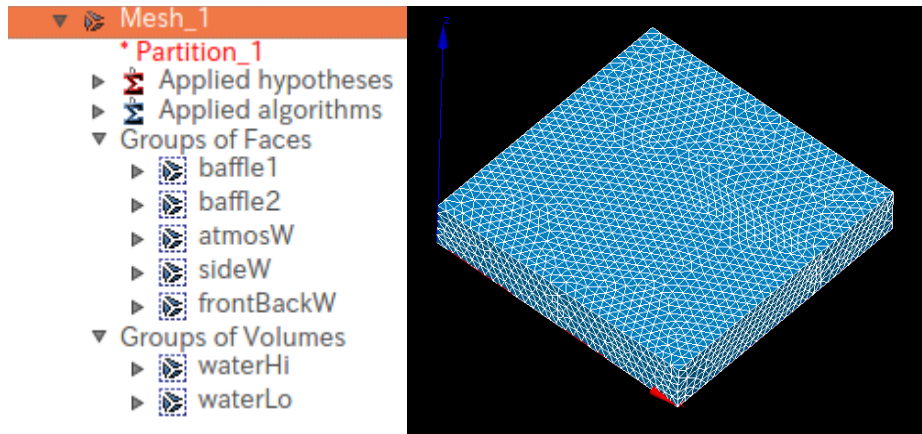 Mesh_1
* Partition_1
Applied hypotheses
Applied algorithms
Groups of Faces
baffle1
baffle2
atmosW
sideW
frontBackW
Groups of Volumes
waterHi
waterLo
z